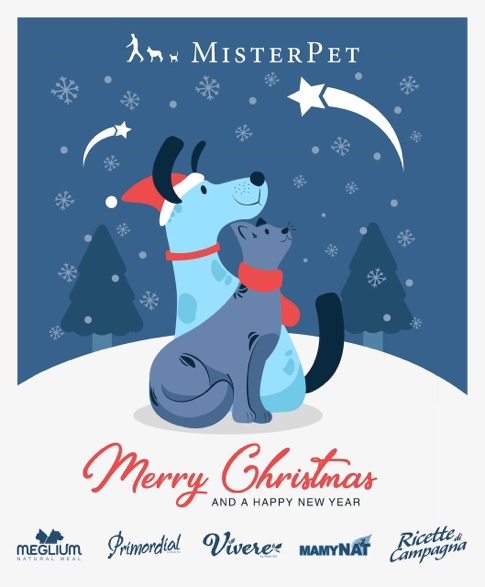 MISTERPET
Merry Christmas
AND A HAPPY NEW YEAR
MEGLIUM
NATURAL MEAL
Primordial
Vivere
MAMYNAT
Ricette di
Campagna